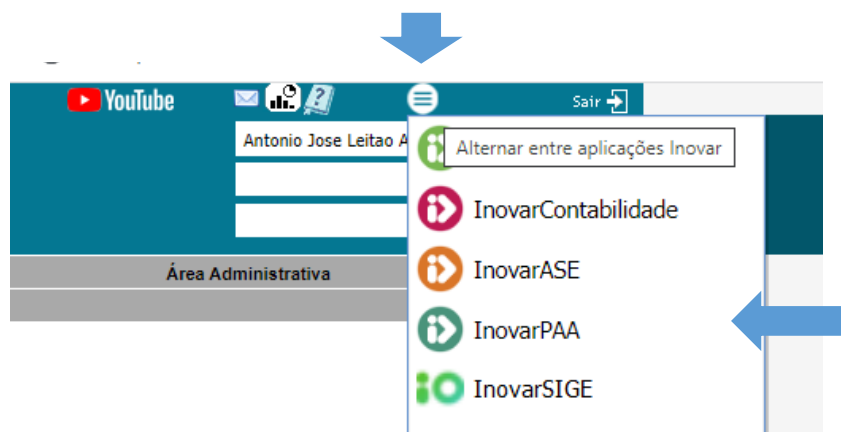 YouTube
Sair
Antonio Jose Leitao A
Alternar entre aplicações Inovar
InovarContabilidade
Área Administrativa
InovarASE
InovarPAA
InovarSIGE